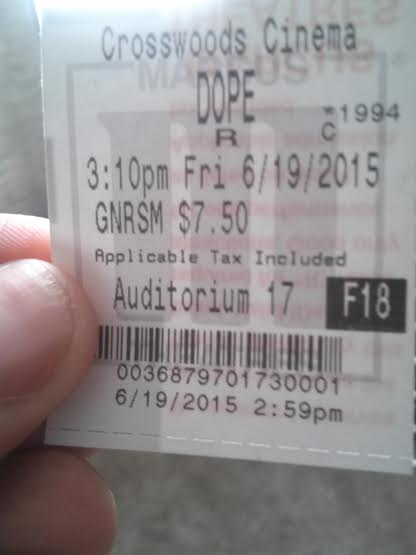 Crosswoods Cinema
DOPE
*1994
R
C
3:10pm Fri 6/19/2015
GNRSM $7.50
Applicable Tax Included
Auditorium 17
F18
0036879701730001
6/19/2015 2:59pm